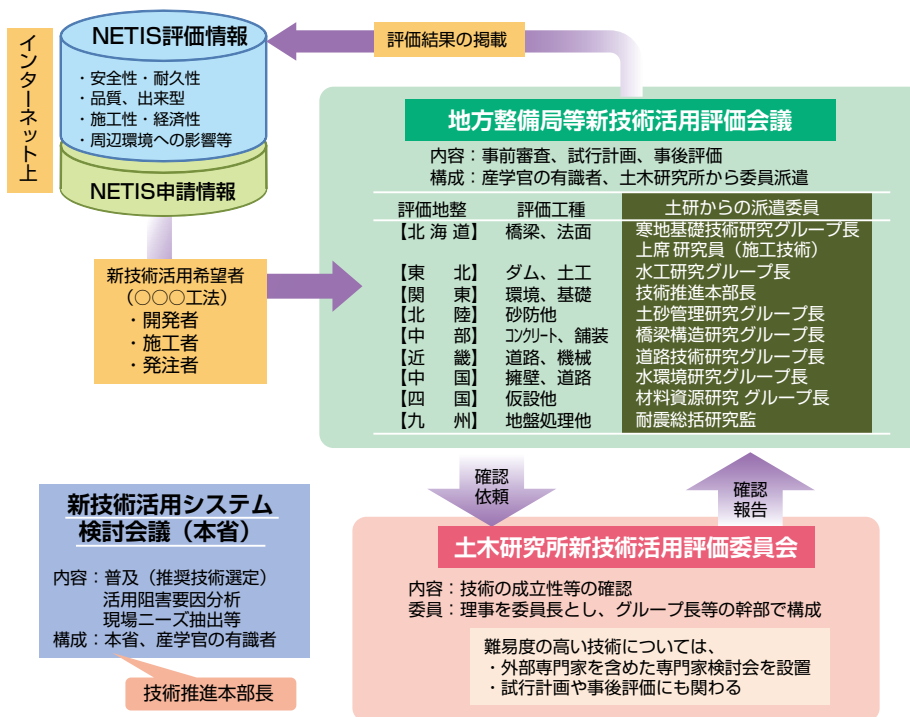 インターネット上
NETIS評価情報
・安全性・耐久性
・品質、出来型
・施工性・経済性
・周辺環境への影響等
NETIS申請情報
評価結果の掲載
新技術活用希望者
（〇〇〇工法）
・開発者
・施工者
・発注者
地方整備局等新技術活用評価会議
内容：事前審査、試行計画、事後評価
構成：産学官の有識者、土木研究所から委員派遣
評価地整 評価工種 土研からの派遣委員
【北 海 道】 橋梁、法面 寒地基礎技術研究グループ長
上席 研究員（施工技術）
【東　　北】 ダム、土工 水工研究グループ長
【関　　東】 環境、基礎 技術推進本部長
【北　　陸】 砂防他 土砂管理研究グループ長
【中　　部】 コンクリート、舗装 橋梁構造研究グループ長
【近　　畿】 道路、機械 道路技術研究グループ長
【中　　国】 擁壁、道路 水環境研究グループ長
【四　　国】 仮設他 材料資源研究 グループ長
【九　　州】 地盤処理他 耐震総括研究監
確認
依頼
確認
報告
新技術活用システム
検討会議（本省）
内容：普及（推奨技術選定）
活用阻害要因分析
現場ニーズ抽出等
構成：本省、産学官の有識者
技術推進本部長
土木研究所新技術活用評価委員会
内容：技術の成立性等の確認
委員：理事を委員長とし、グループ長等の幹部で構成
難易度の高い技術については、
・外部専門家を含めた専門家検討会を設置
・試行計画や事後評価にも関わる